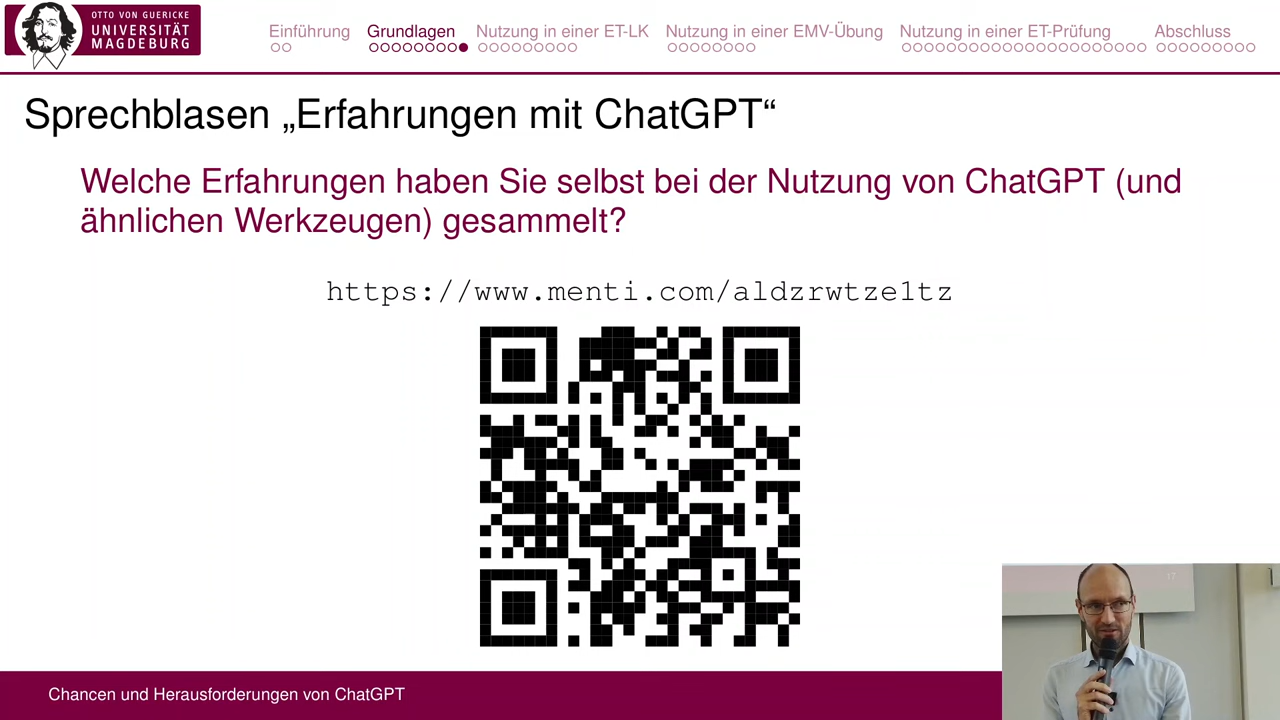 OTTO VON GUERICKE
UNIVERSITÄT
MAGDEBURG
Einführung
Grundlagen
Nutzung in einer ET-LK
Nutzung in einer EMV-Übung
Nutzung in einer ET-Prüfung
Abschluss
Sprechblasen „Erfahrungen mit ChatGPT“
Welche Erfahrungen haben Sie selbst bei der Nutzung von ChatGPT (und
ähnlichen Werkzeugen) gesammelt?
https://www.menti.com/aldzrwtze1tz
Chancen und Herausforderungen von ChatGPT